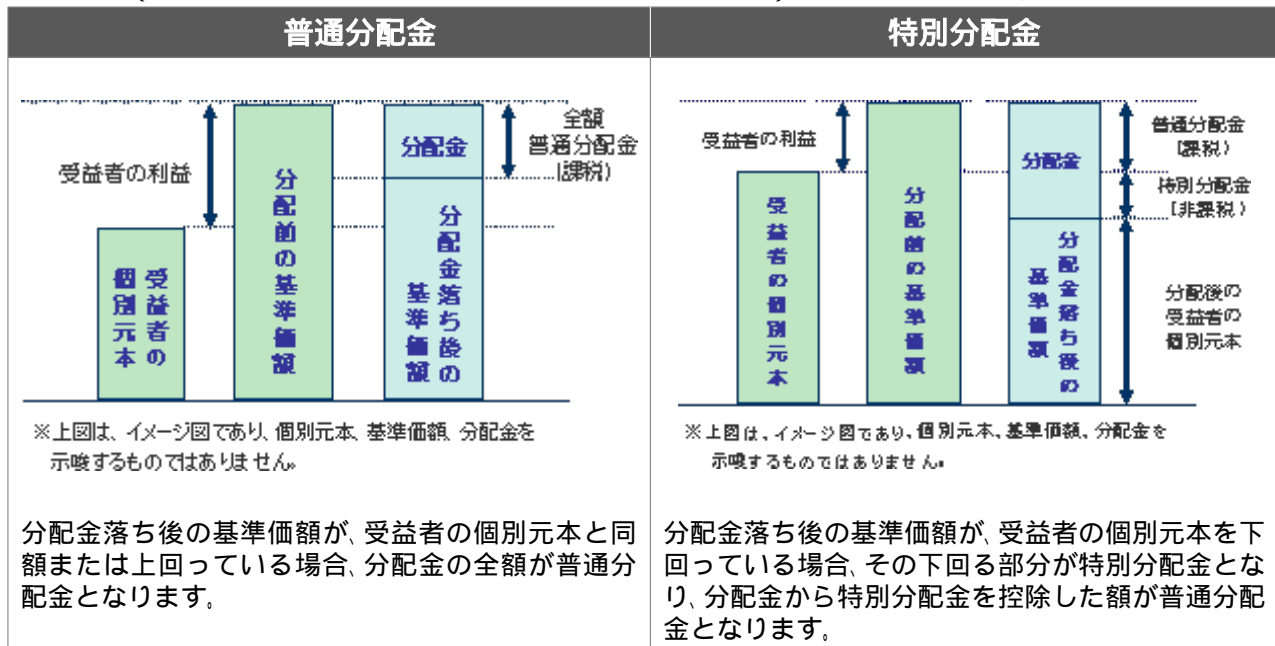 普通分配金
受益者の利益
受益者の
個別元本
分配前の基準価額
分配金
分配金落ち後の
基準価額
全額
普通分配金
(課税)
※上図は、イメージ図であり、個別元本、基準価額、分配金を
示唆するものではありません。
分配金落ち後の基準価額が、受益者の個別元本と同
額または上回っている場合、分配金の全額が普通分
配金となります。
特別分配金
受益者の利益
受益者の個別元本
分配前の基準価額
分配金
分配金落ち後の
基準価額
普通分配金
(課税)
特別分配金
(非課税)
分配後の
受益者の
個別元本
※上図は、イメージ図であり、個別元本、基準価額、分配金を
示唆するものではありません。
分配金落ち後の基準価額が、受益者の個別元本を下
回っている場合、その下回る部分が特別分配金とな
り、分配金から特別分配金を控除した額が普通分配
金となります。